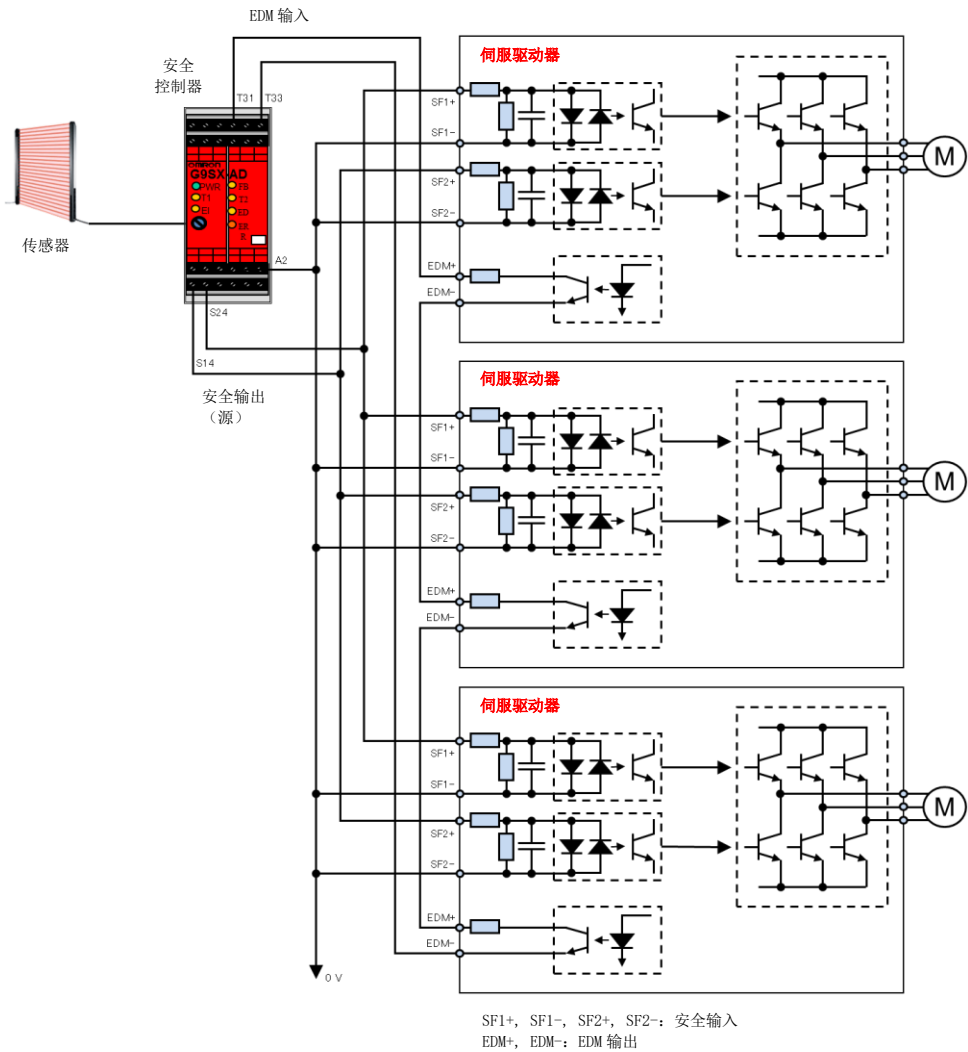 EDM 输入
安全
控制器
T31 T33
OMRON
G9SX-AD
PWR FB
T1 T2
EI ED
ER
R
传感器
A2
S24
S14
安全输出
（源）
0 V
伺服驱动器
SF1+
SF1-
SF2+
SF2-
EDM+
EDM-
M
伺服驱动器
SF1+
SF1-
SF2+
SF2-
EDM+
EDM-
M
伺服驱动器
SF1+
SF1-
SF2+
SF2-
EDM+
EDM-
M
SF1+, SF1-, SF2+, SF2-: 安全输入
EDM+, EDM-: EDM 输出